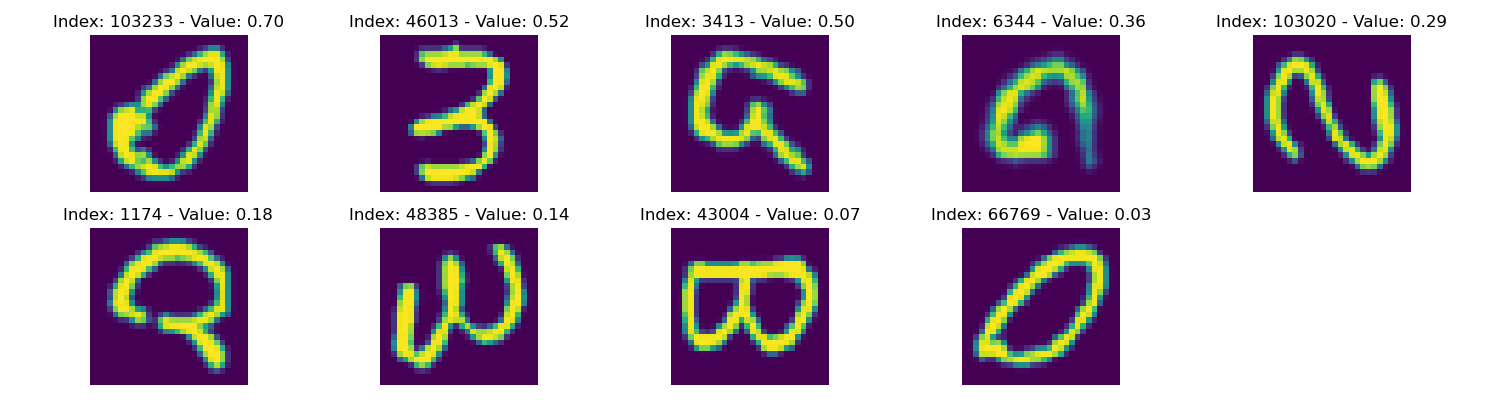 Index: 103233 - Value: 0.70 Index: 46013 - Value: 0.52 Index: 3413 - Value: 0.50 Index: 6344 - Value: 0.36 Index: 103020 - Value: 0.29
Index: 1174 - Value: 0.18 Index: 48385 - Value: 0.14 Index: 43004 - Value: 0.07 Index: 66769 - Value: 0.03